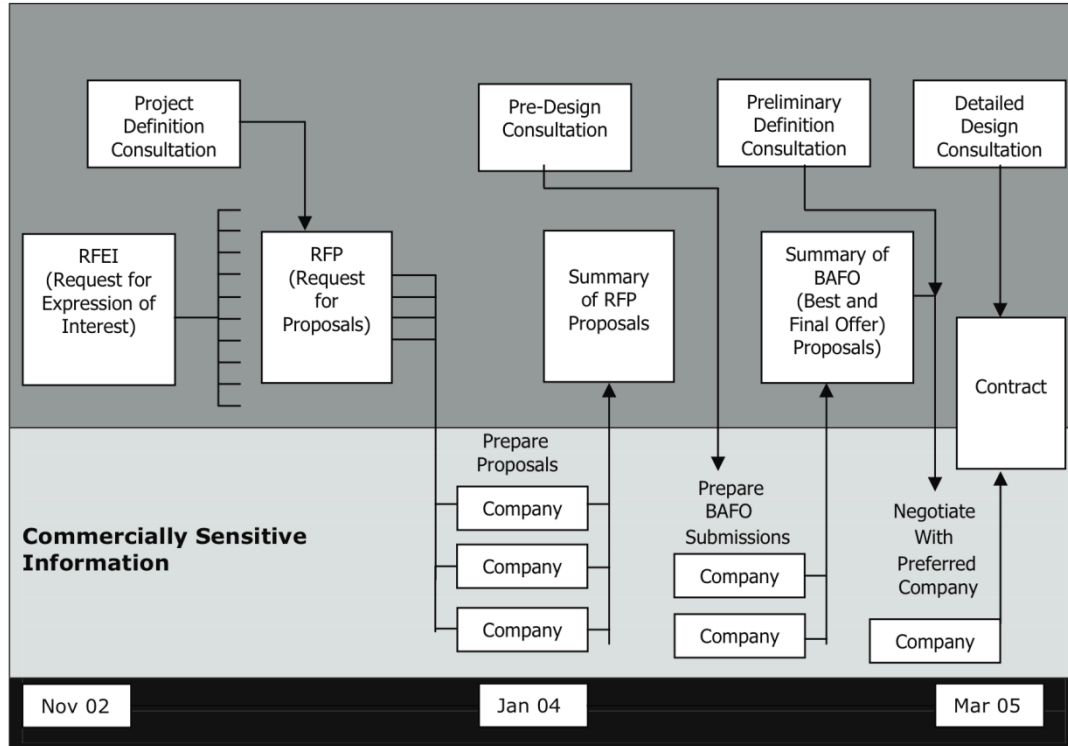 Project
Definition
Consultation
Pre-Design
Consultation
Preliminary
Definition
Consultation
Detailed
Design
Consultation
RFEI
(Request for
Expression of
Interest)
RFP
(Request
for
Proposals)
Summary
of RFP
Proposals
Summary of
BAFO
(Best and
Final Offer)
Proposals)
Contract
Prepare
Proposals
Company
Company
Company
Prepare
BAFO
Submissions
Company
Company
Negotiate
With
Preferred
Company
Company
Commercially Sensitive
Information
Nov 02
Jan 04
Mar 05